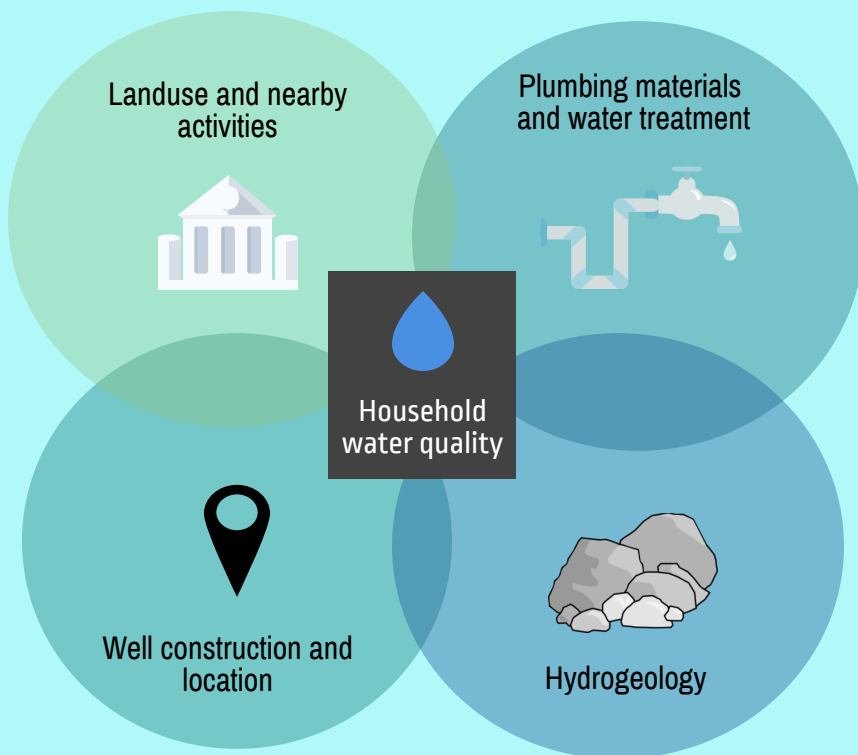 Landuse and nearby
activities
Plumbing materials
and water treatment
Household
water quality
Well construction and
location
Hydrogeology